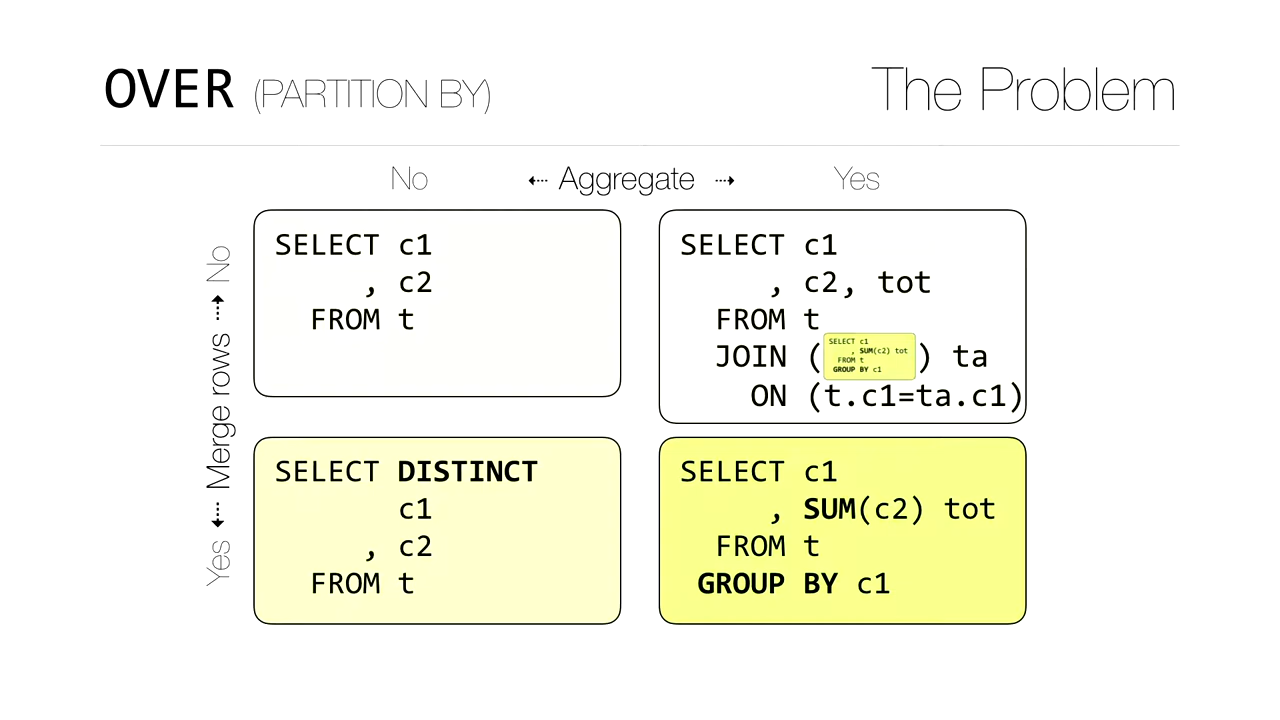 OVER (PARTITION BY)
The Problem
No ⇠ Aggregate ⇢ Yes
Yes ⇠ Merge rows ⇢ No
SELECT c1
, c2
FROM t
SELECT c1
, c2, tot
FROM t
JOIN (
SELECT c1
, SUM(c2) tot
FROM t
GROUP BY c1
) ta
ON (t.c1=ta.c1)
SELECT DISTINCT
c1
, c2
FROM t
SELECT c1
, SUM(c2) tot
FROM t
GROUP BY c1